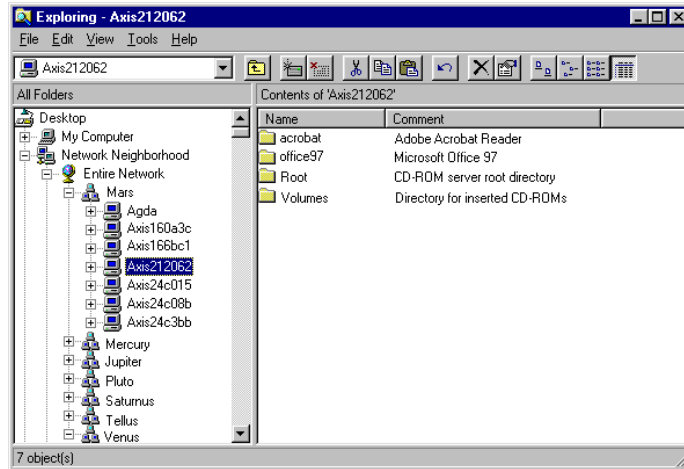 Exploring - Axis212062
File Edit View Tools Help
Axis212062
All Folders
Contents of 'Axis212062'
Desktop
My Computer
Network Neighborhood
Entire Network
Mars
Agda
Axis160a3c
Axis166bc1
Axis212062
Axis24c015
Axis24c08b
Axis24c3bb
Mercury
Jupiter
Pluto
Saturnus
Tellus
Venus
Name Comment
acrobat Adobe Acrobat Reader
office97 Microsoft Office 97
Root CD-ROM server root directory
Volumes Directory for inserted CD-ROMs
7 object(s)